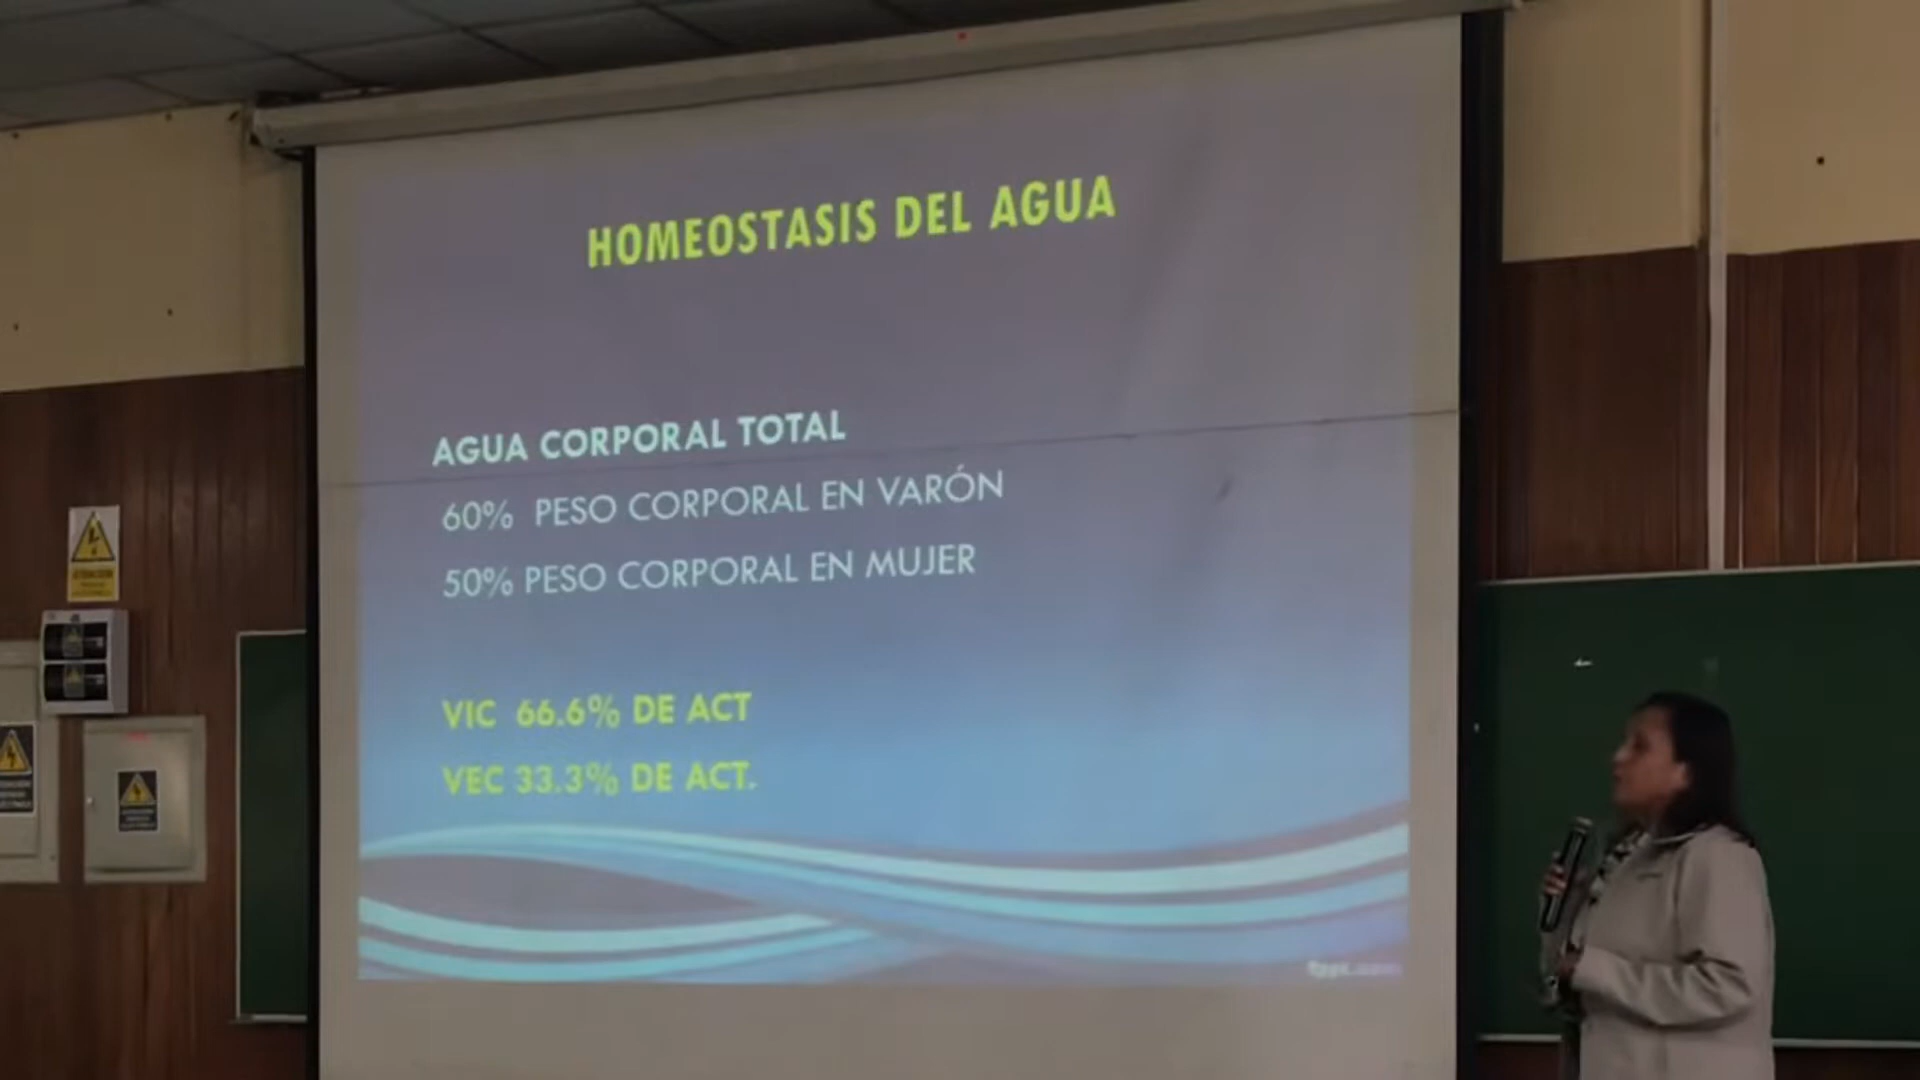 HOMEOSTASIS DEL AGUA
AGUA CORPORAL TOTAL
60% PESO CORPORAL EN VARÓN
50% PESO CORPORAL EN MUJER
VIC 66.6% DE ACT
VEC 33.3% DE ACT.